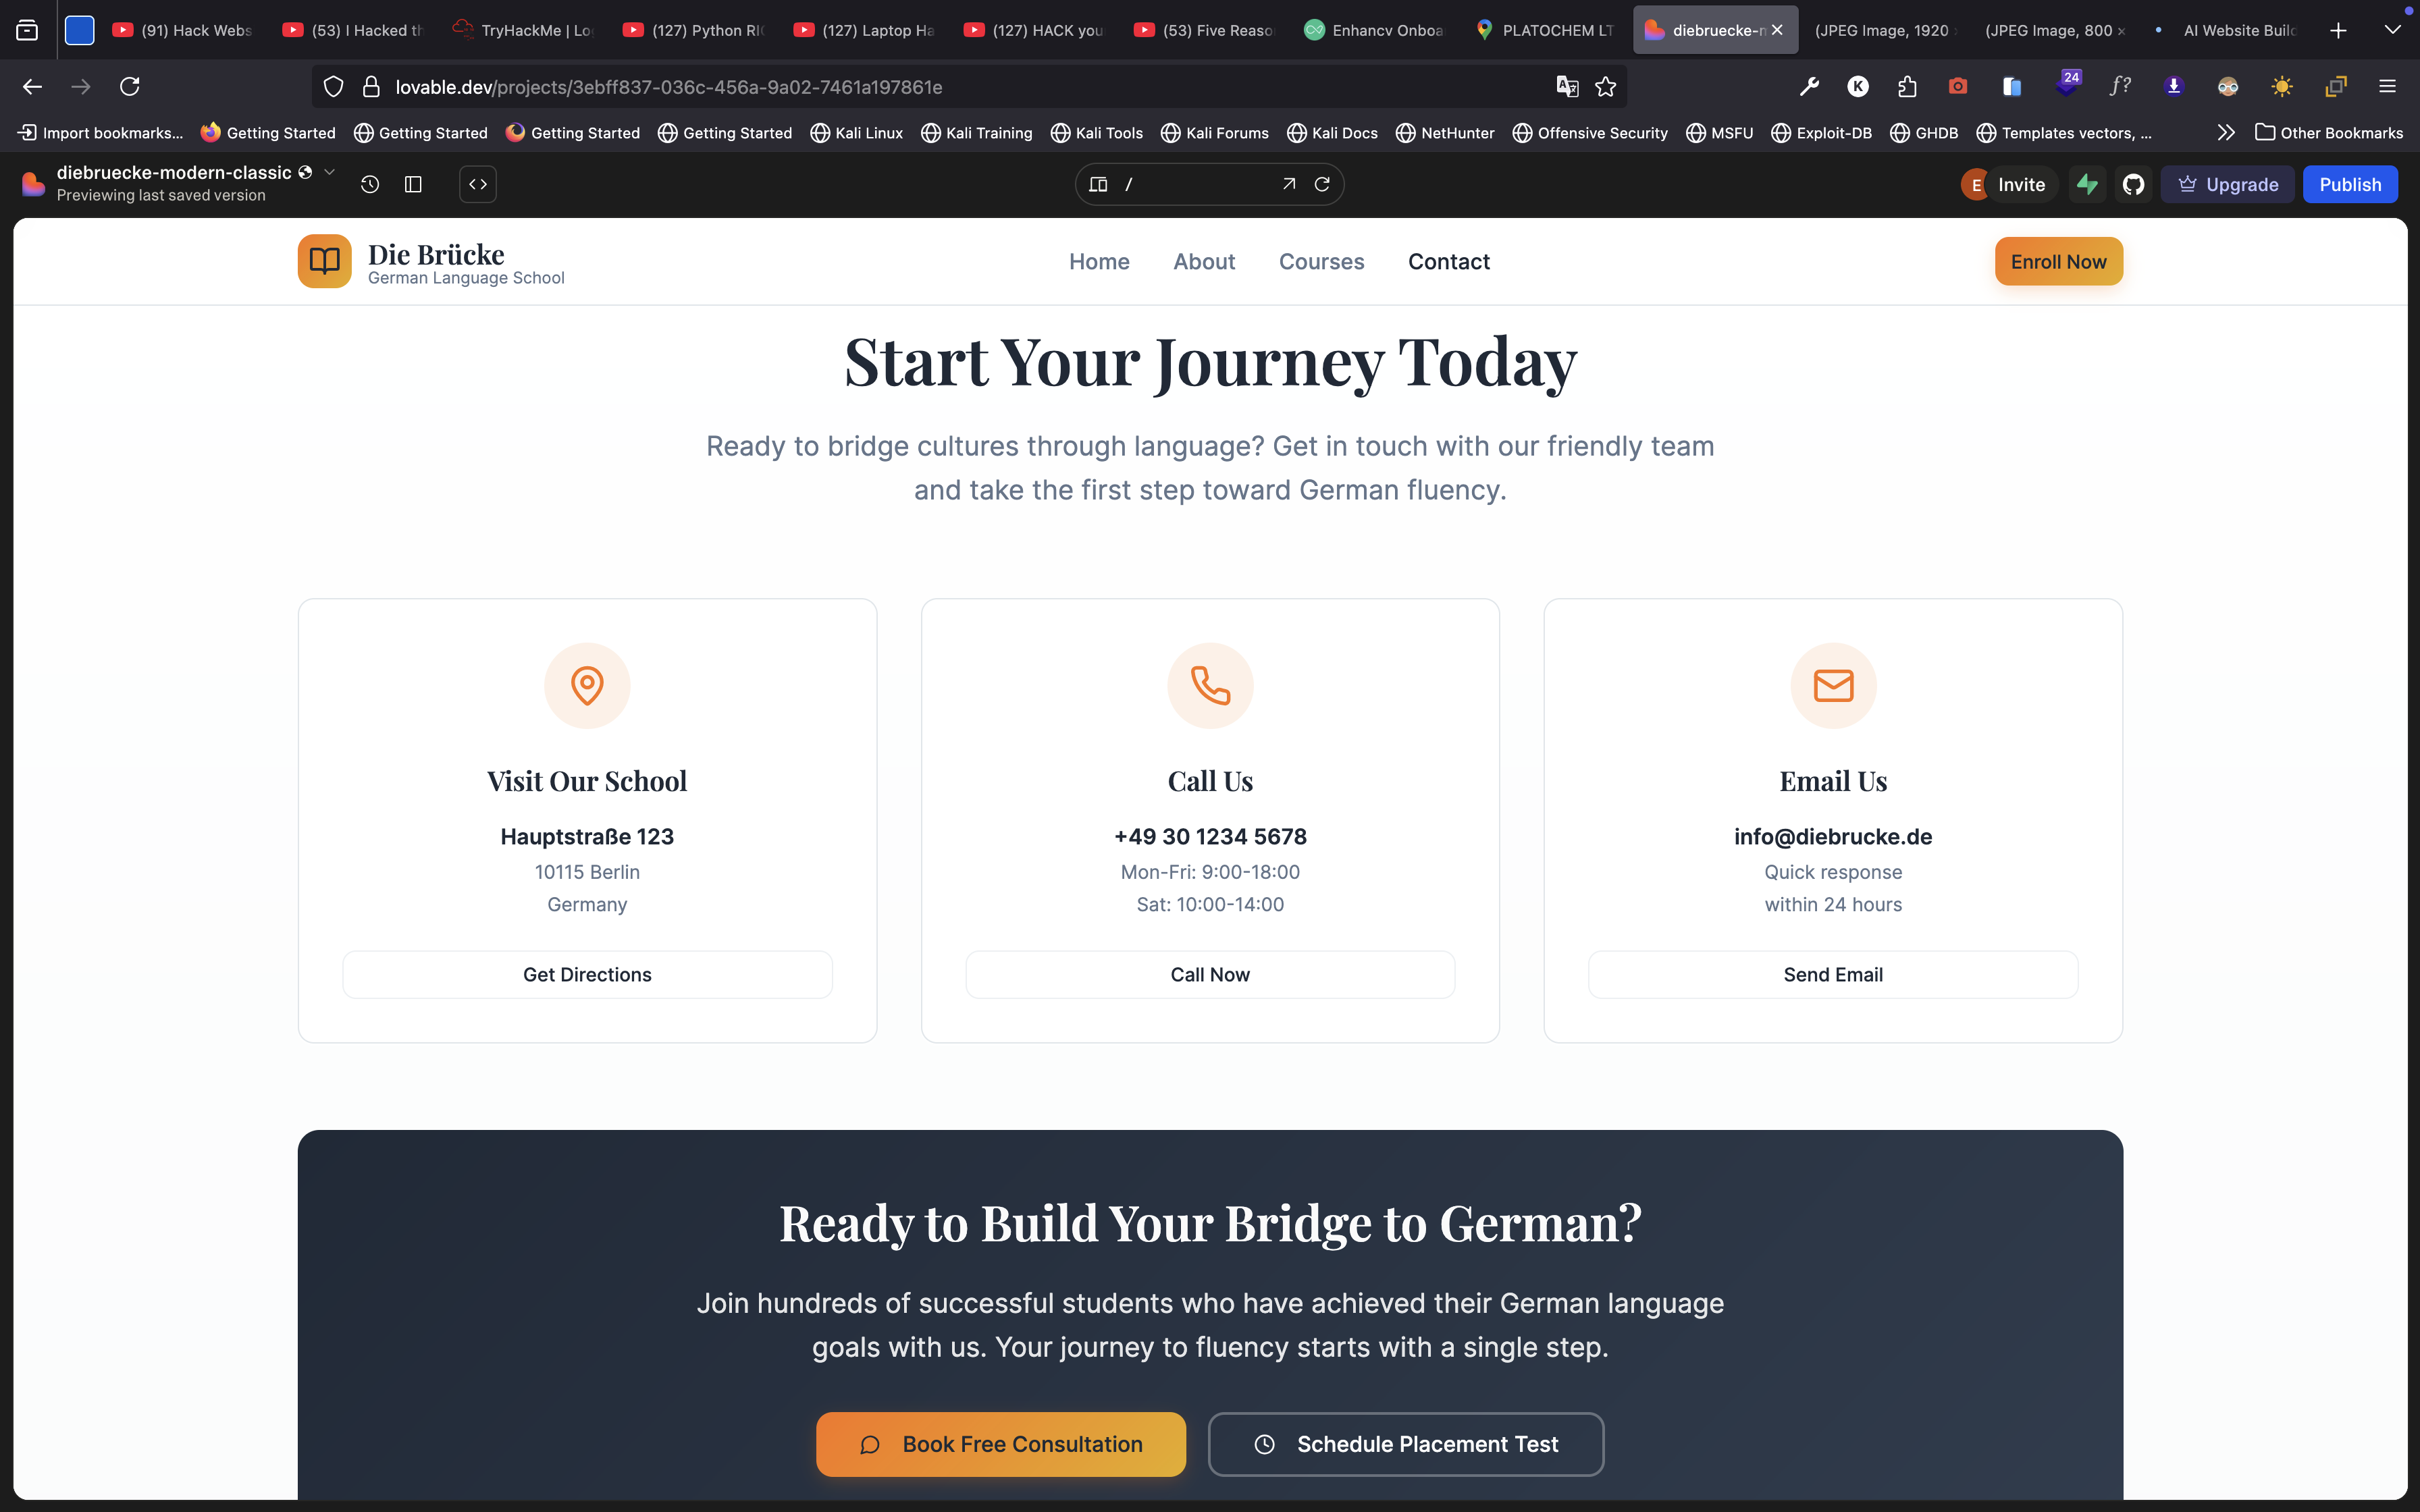 (91) Hack Webs
(53) I Hacked th
TryHackMe | Lo
(127) Python RI
(127) Laptop Ha
(127) HACK you
(53) Five Reaso
Enhancv Onboa
PLATOCHEM LT
diebruecke-m
(JPEG Image, 1920
(JPEG Image, 800
AI Website Buil
lovable.dev/projects/3ebff837-036c-456a-9a02-7461a197861e
K
24
f?
Import bookmarks...
Getting Started
Getting Started
Getting Started
Getting Started
Kali Linux
Kali Training
Kali Tools
Kali Forums
Kali Docs
NetHunter
Offensive Security
MSFU
Exploit-DB
GHDB
Templates vectors, ...
Other Bookmarks
diebruecke-modern-classic
Previewing last saved version
/
E
Invite
Upgrade
Publish
Die Brücke
German Language School
Home
About
Courses
Contact
Enroll Now
Start Your Journey Today
Ready to bridge cultures through language? Get in touch with our friendly team
and take the first step toward German fluency.
Visit Our School
Hauptstraße 123
10115 Berlin
Germany
Get Directions
Call Us
+49 30 1234 5678
Mon-Fri: 9:00-18:00
Sat: 10:00-14:00
Call Now
Email Us
info@diebrucke.de
Quick response
within 24 hours
Send Email
Ready to Build Your Bridge to German?
Join hundreds of successful students who have achieved their German language
goals with us. Your journey to fluency starts with a single step.
Book Free Consultation
Schedule Placement Test